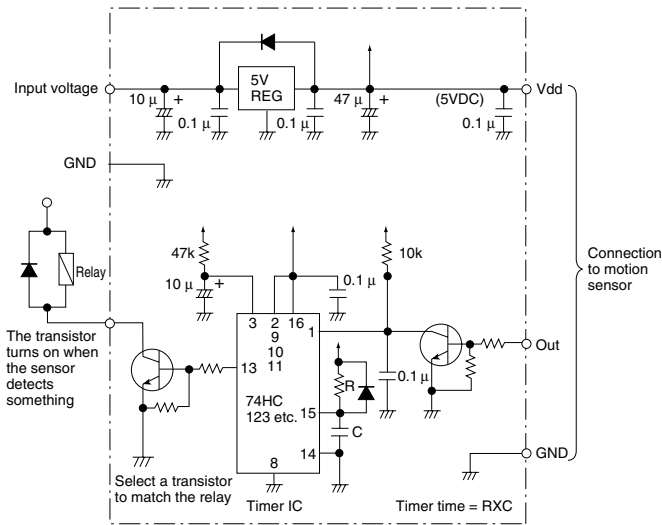 Input voltage
10 μ
+
0.1 μ
5V
REG
0.1 μ
47 μ
+
(5VDC)
0.1 μ
Vdd
GND
Relay
The transistor
turns on when
the sensor
detects
something
47k
10 μ
+
0.1 μ
10k
3
2
16
1
9
10
11
13
74HC
123 etc.
15
14
8
R
C
0.1 μ
Out
GND
Connection
to motion
sensor
Select a transistor
to match the relay
Timer IC
Timer time = RXC